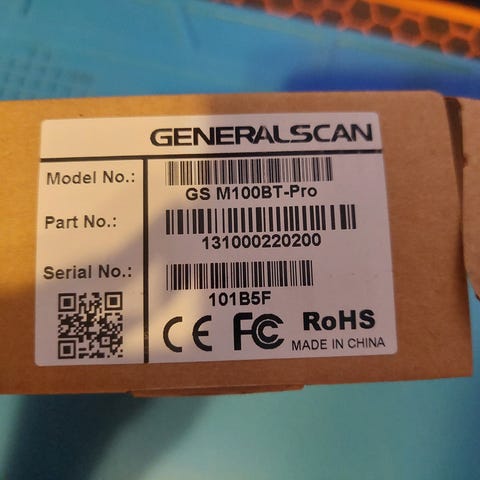 GENERALSCAN
Model No.:
GS M100BT-Pro
Part No.:
131000220200
Serial No.:
101B5F
CE FC RoHS
MADE IN CHINA